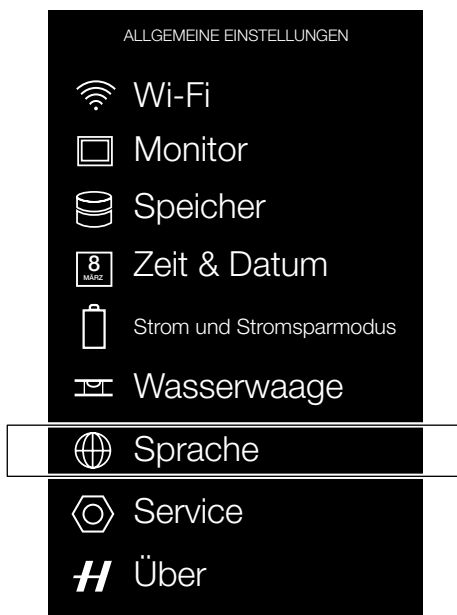 ALLGEMEINE EINSTELLUNGEN
Wi-Fi
Monitor
Speicher
8
MÄRZ
Zeit & Datum
Strom und Stromsparmodus
Wasserwaage
Sprache
Service
H Über